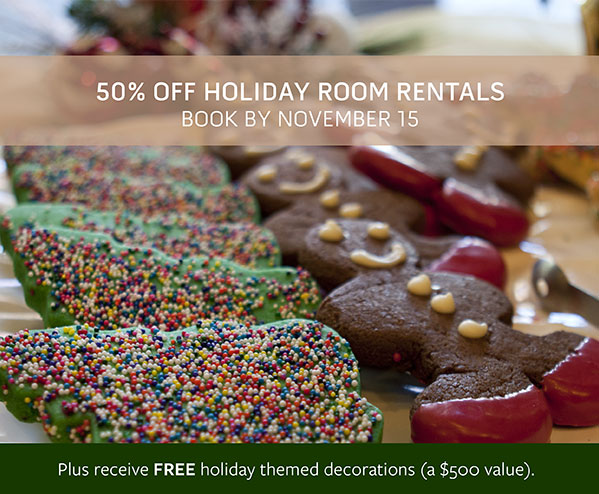 50% OFF HOLIDAY ROOM RENTALS
BOOK BY NOVEMBER 15
Plus receive FREE holiday themed decorations (a $500 value).